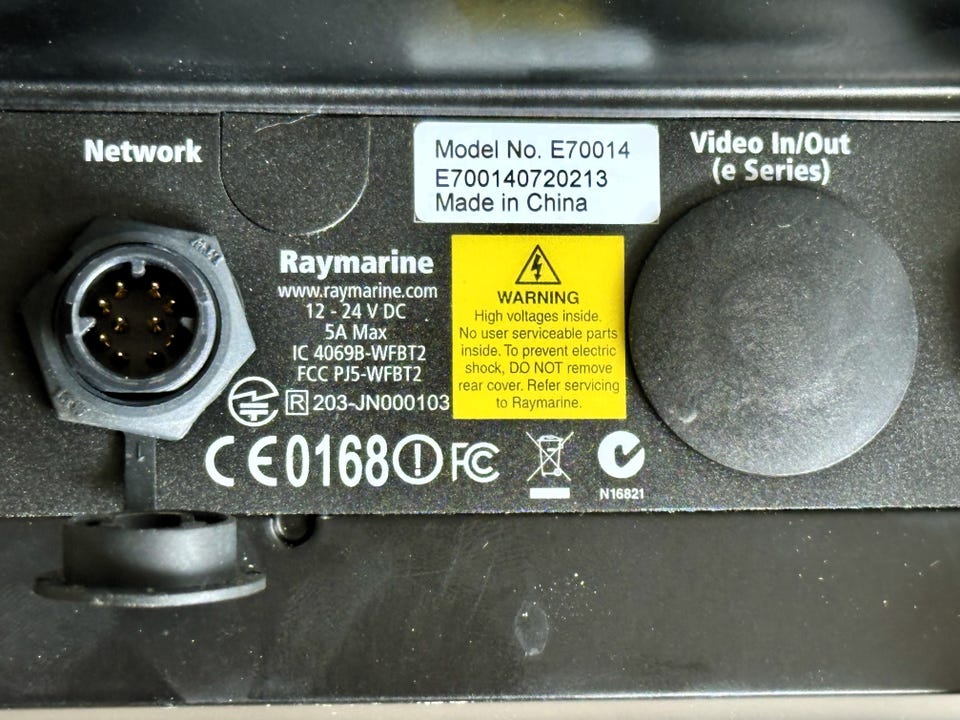 Network
Model No. E70014
E700140720213
Made in China
Video In/Out
(e Series)
Raymarine
www.raymarine.com
12 - 24 V DC
5A Max
IC 4069B-WFBT2
FCC PJ5-WFBT2
R 203-JN000103
WARNING
High voltages inside.
No user serviceable parts
inside. To prevent electric
shock, DO NOT remove
rear cover. Refer servicing
to Raymarine.
CE0168! FC
N16821